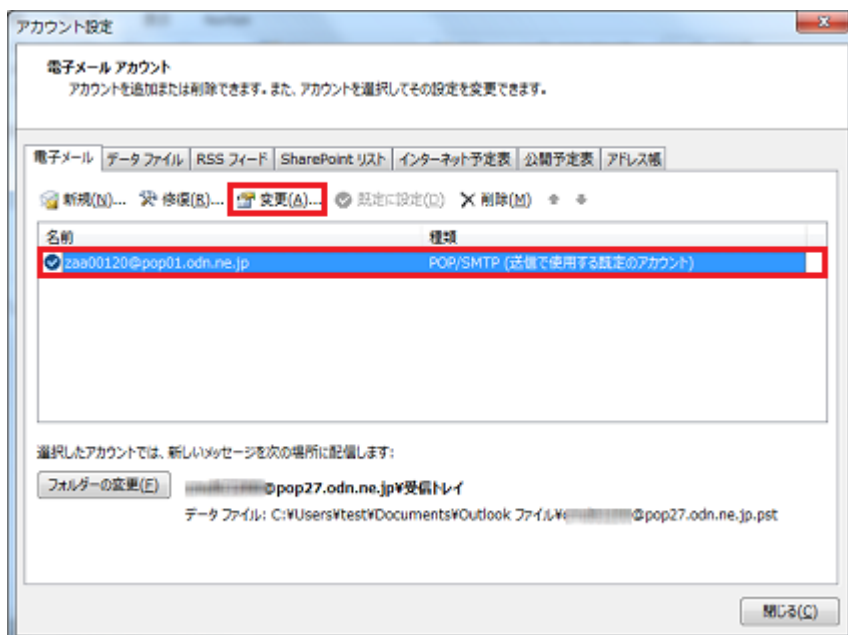 アカウント設定
電子メール アカウント
アカウントを追加または削除できます。また、アカウントを選択してその設定を変更できます。
電子メール データ ファイル RSS フィード SharePoint リスト インターネット予定表 公開予定表 アドレス帳
新規(N)... 修復(R)... 変更(A)... 既定に設定(D) 削除(M)
名前 種類
zaa00120@pop01.odn.ne.jp POP/SMTP (送信で使用する既定のアカウント)
選択したアカウントでは、新しいメッセージを次の場所に配信します:
フォルダーの変更(F) @pop27.odn.ne.jp¥受信トレイ
データ ファイル: C:¥Users¥test¥Documents¥Outlook ファイル¥ @pop27.odn.ne.jp.pst
閉じる(C)